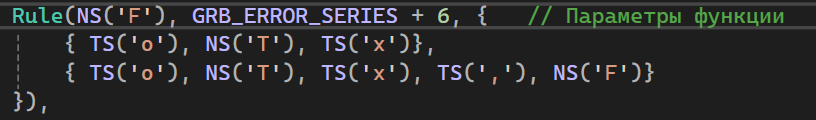 Rule(NS('F'), GRB_ERROR_SERIES + 6, {   // Параметры функции
    { TS('o'), NS('T'), TS('x')},
    { TS('o'), NS('T'), TS('x'), TS(','), NS('F')}
}),